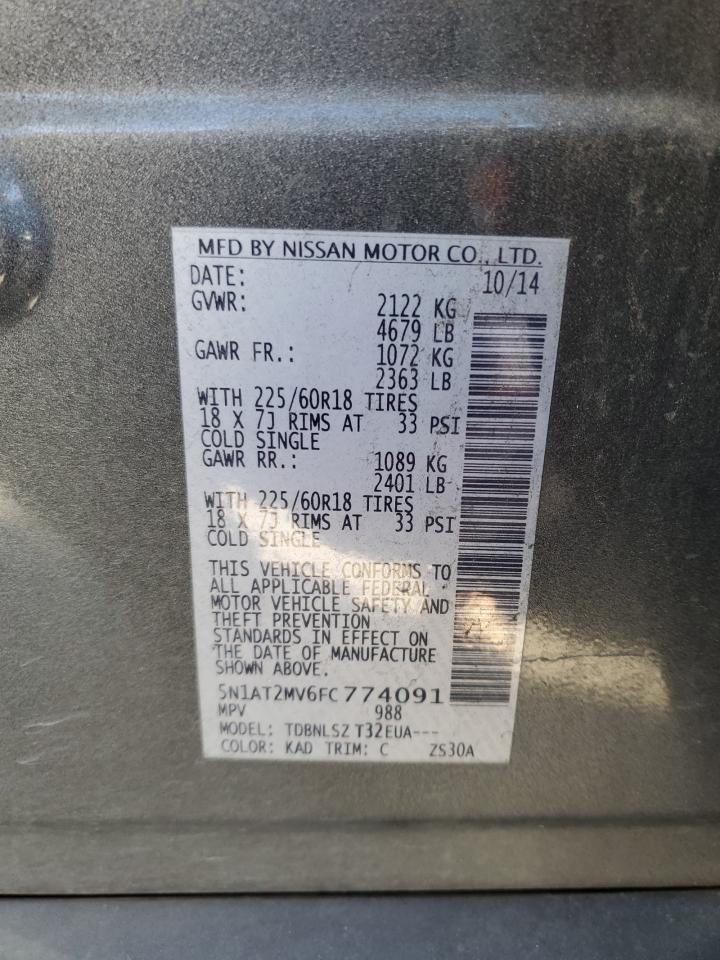 MFD BY NISSAN MOTOR CO., LTD.
DATE: 10/14
GVWR: 2122 KG
4679 LB
GAWR FR.: 1072 KG
2363 LB
WITH 225/60R18 TIRES
18 X 7J RIMS AT 33 PSI
COLD SINGLE
GAWR RR.: 1089 KG
2401 LB
WITH 225/60R18 TIRES
18 X 7J RIMS AT 33 PSI
COLD SINGLE
THIS VEHICLE CONFORMS TO
ALL APPLICABLE FEDERAL
MOTOR VEHICLE SAFETY AND
THEFT PREVENTION
STANDARDS IN EFFECT ON
THE DATE OF MANUFACTURE
SHOWN ABOVE.
5N1AT2MV6FC774091
MPV 988
MODEL: TDBNLSZ T32EUA---
COLOR: KAD TRIM: C ZS30A